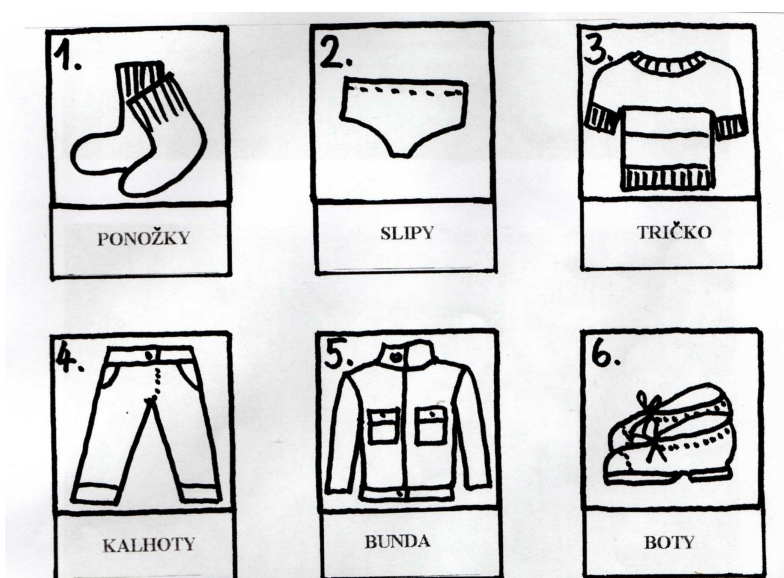 1.
PONOŽKY
2.
SLIPY
3.
TRIČKO
4.
KALHOTY
5.
BUNDA
6.
BOTY